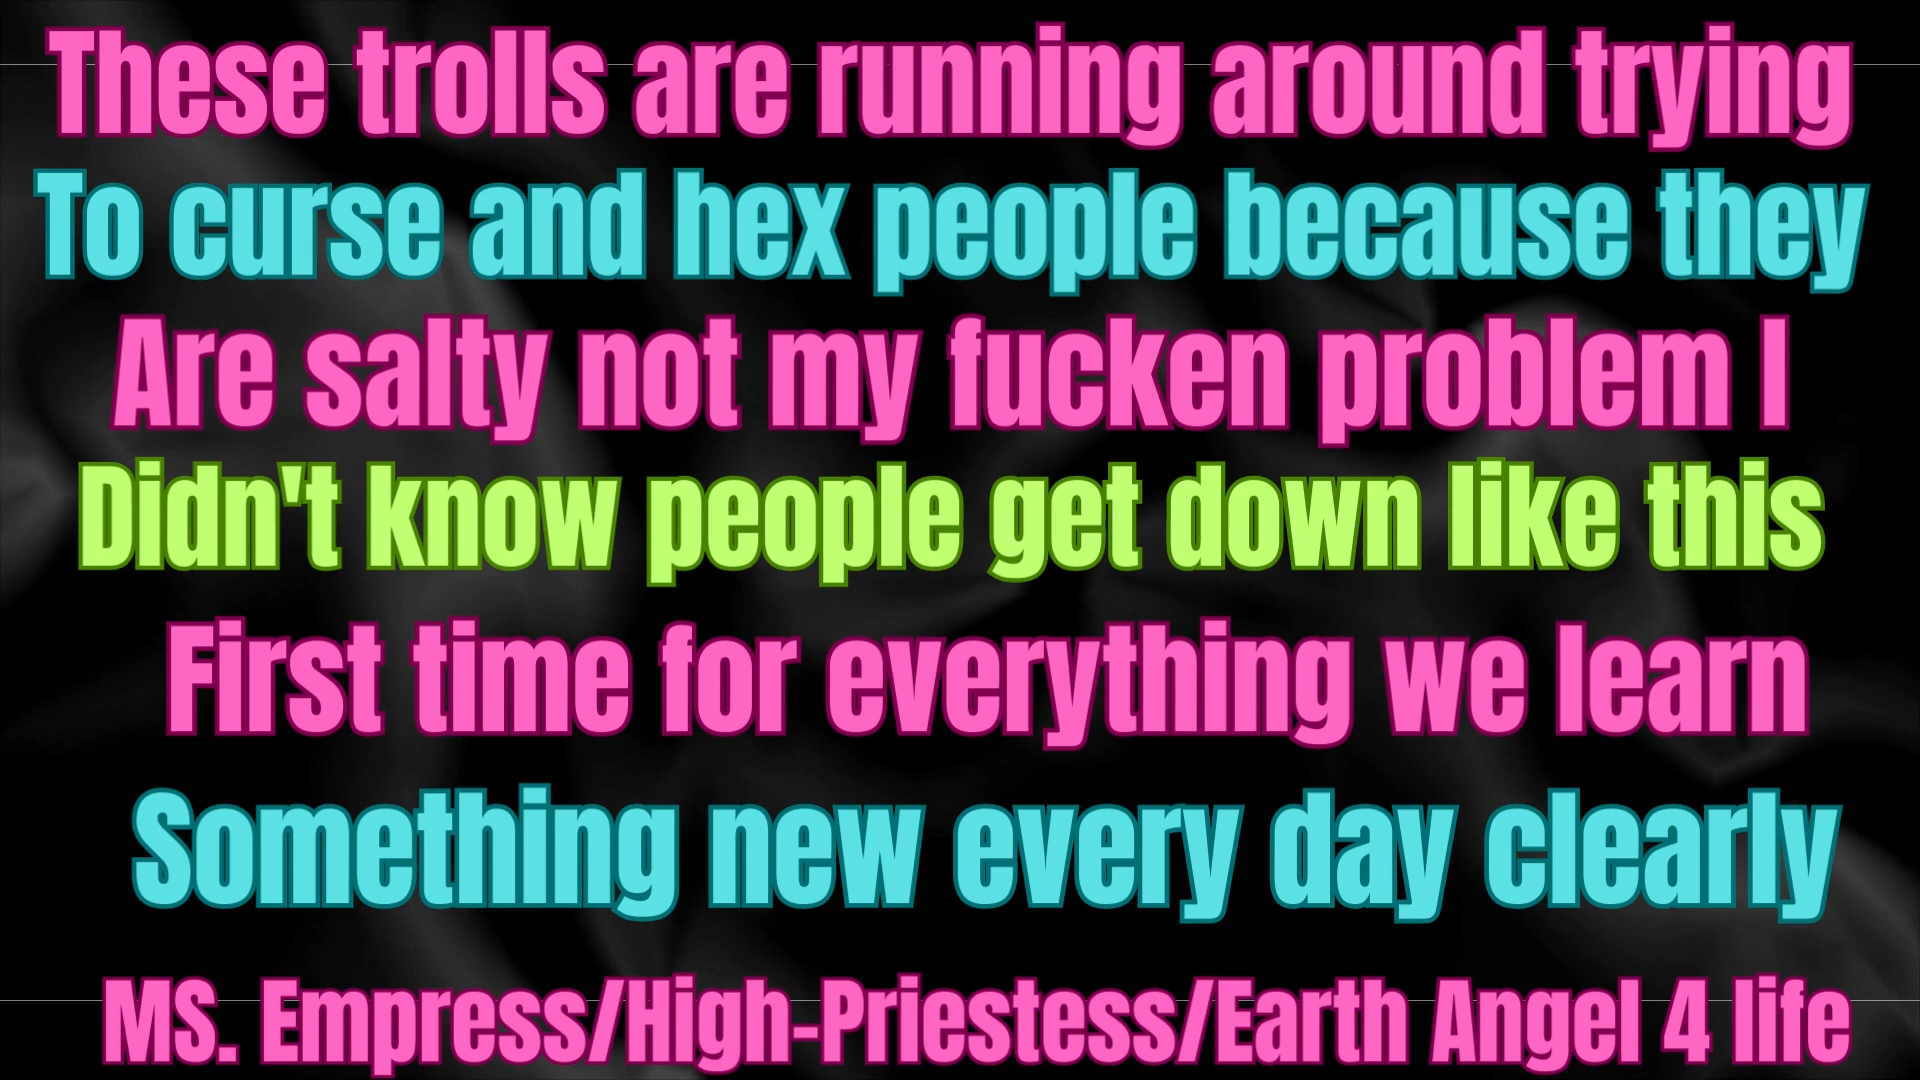 These trolls are running around trying
To curse and hex people because they
Are salty not my fucken problem I
Didn't know people get down like this
First time for everything we learn
Something new every day clearly
MS. Empress/High-Priestess/Earth Angel 4 life